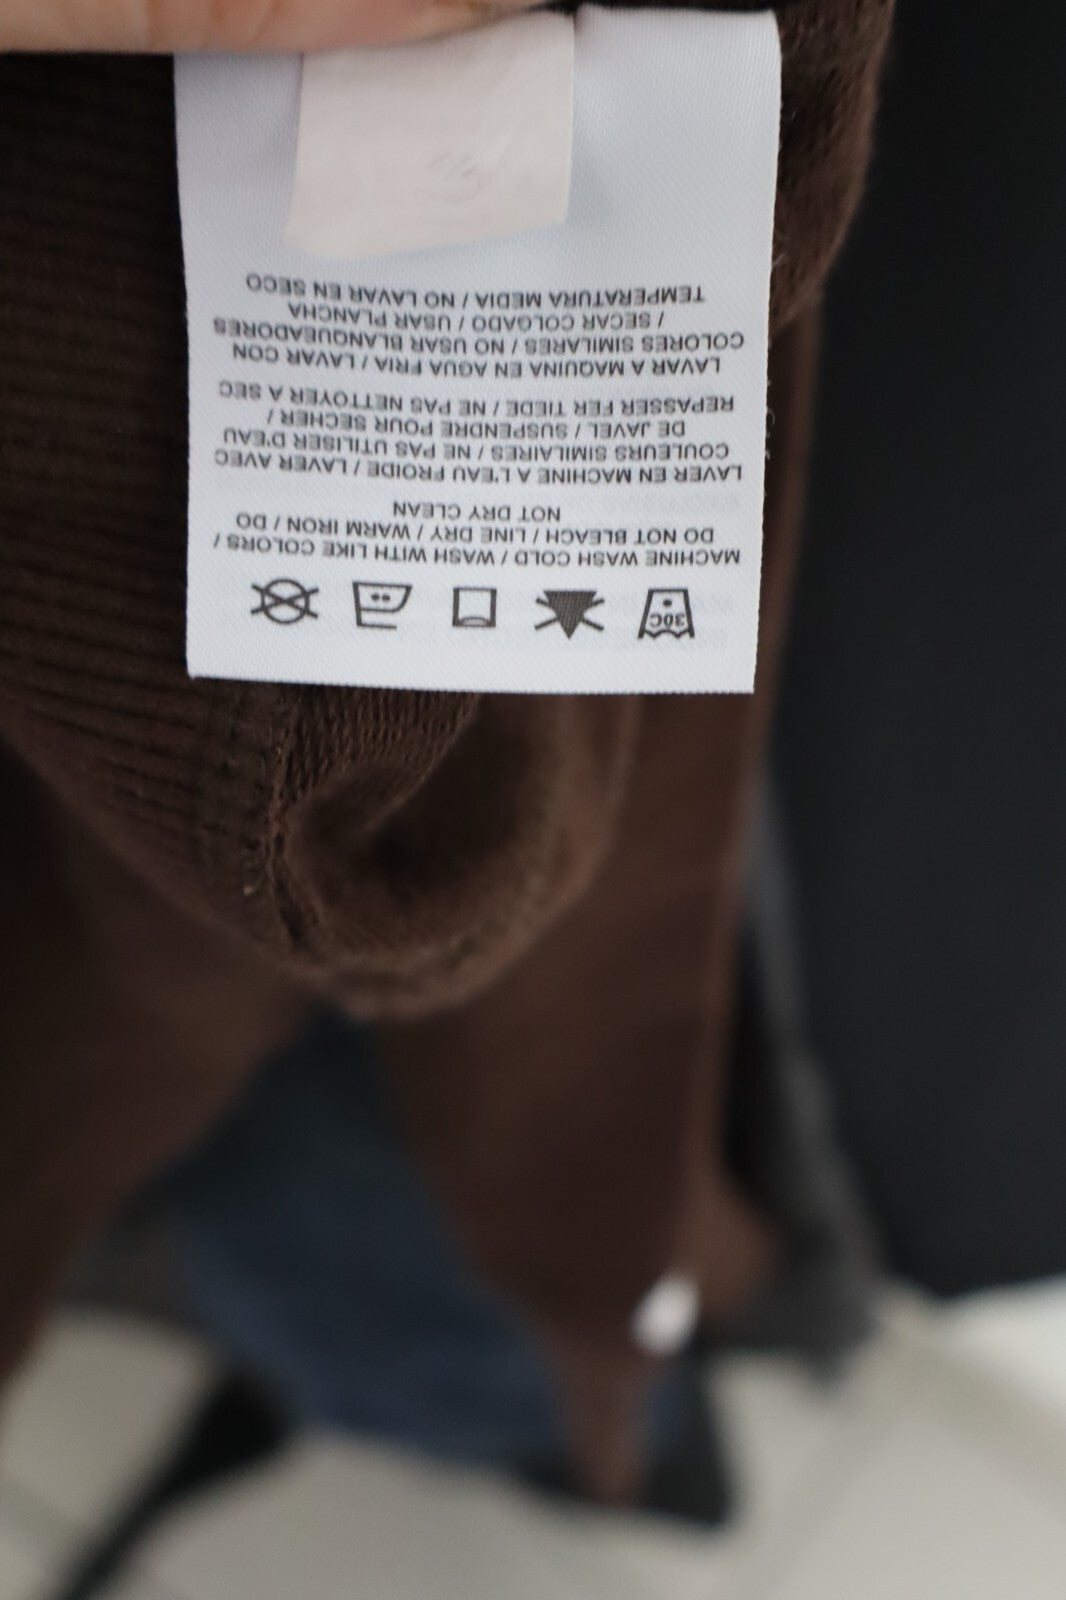 30C
MACHINE WASH COLD / WASH WITH LIKE COLORS /
DO NOT BLEACH / LINE DRY / WARM IRON / DO
NOT DRY CLEAN
LAVER EN MACHINE A L'EAU FROIDE / LAVER AVEC
COULEURS SIMILAIRES / NE PAS UTILISER D'EAU
DE JAVEL / SUSPENDRE POUR SECHER /
REPASSER FER TIEDE / NE PAS NETTOYER A SEC
LAVAR A MAQUINA EN AGUA FRIA / LAVAR CON
COLORES SIMILARES / NO USAR BLANQUEADORES
/ SECAR COLGADO / USAR PLANCHA
TEMPERATURA MEDIA / NO LAVAR EN SECO